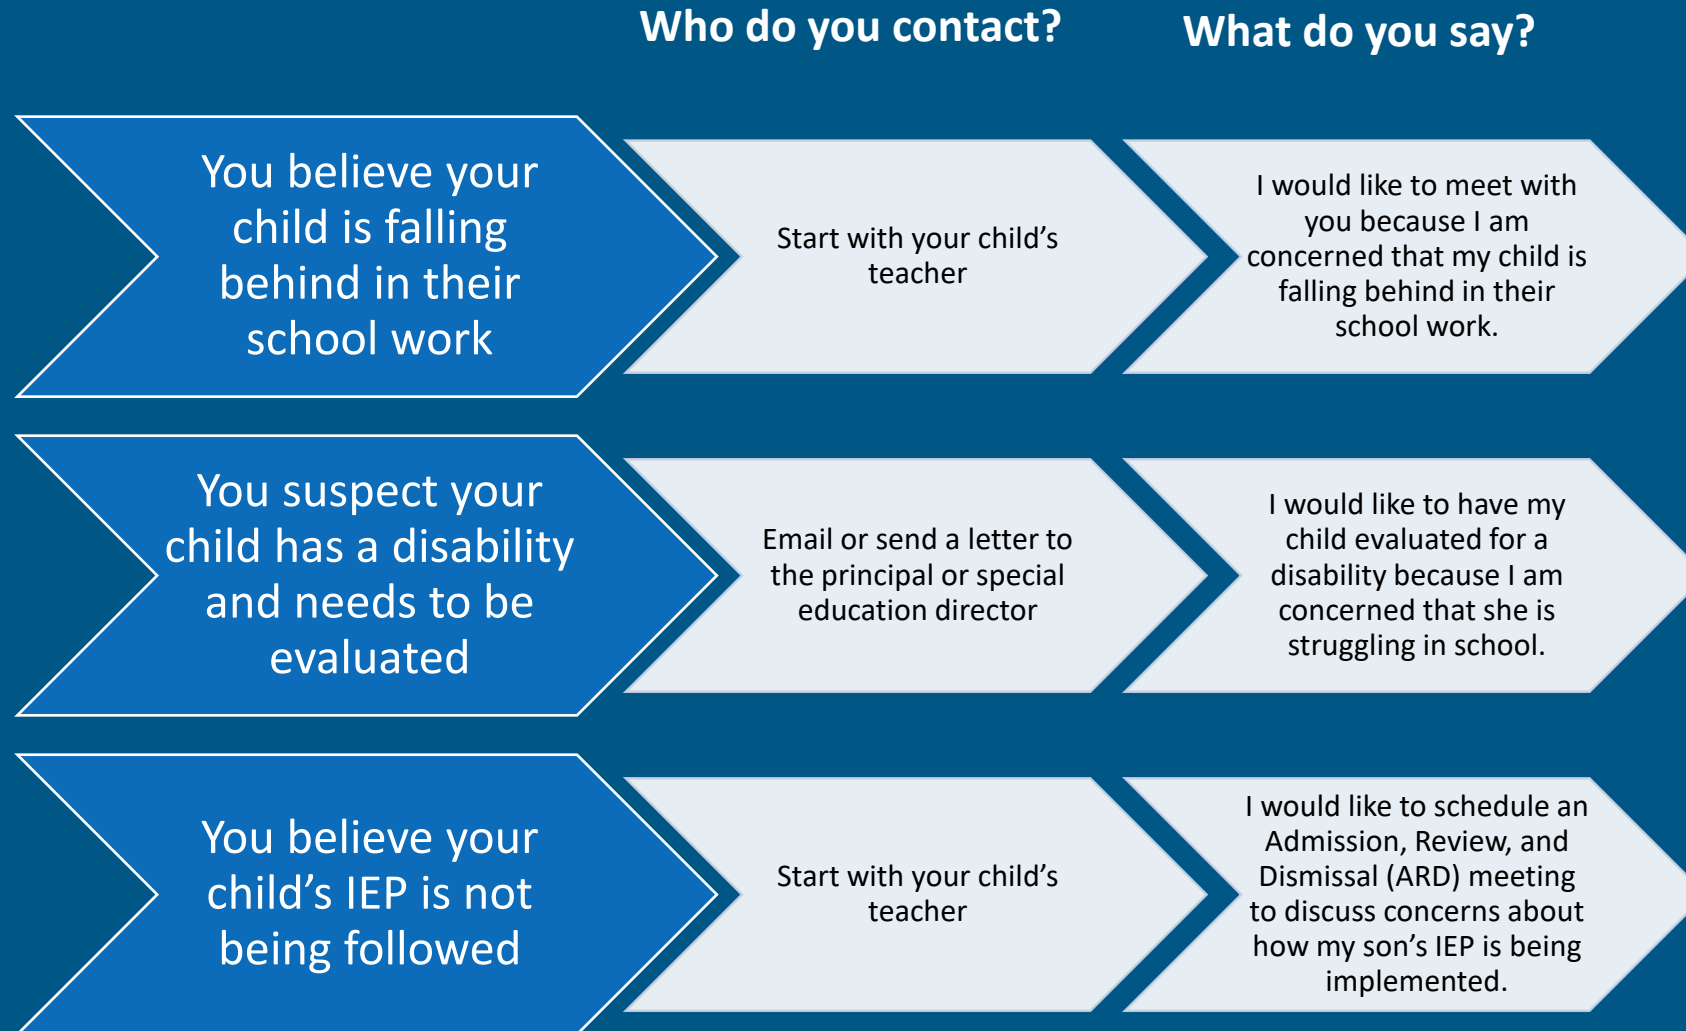 Who do you contact?
What do you say?
You believe your
child is falling
behind in their
school work
Start with your child’s
teacher
I would like to meet with
you because I am
concerned that my child is
falling behind in their
school work.
You suspect your
child has a disability
and needs to be
evaluated
Email or send a letter to
the principal or special
education director
I would like to have my
child evaluated for a
disability because I am
concerned that she is
struggling in school.
You believe your
child’s IEP is not
being followed
Start with your child’s
teacher
I would like to schedule an
Admission, Review, and
Dismissal (ARD) meeting
to discuss concerns about
how my son’s IEP is being
implemented.